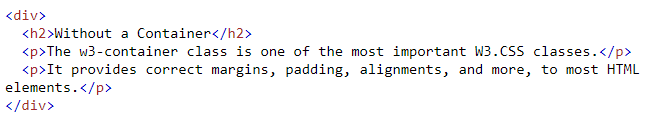 <div>
  <h2>Without a Container</h2>
  <p>The w3-container class is one of the most important W3.CSS classes.</p>
  <p>It provides correct margins, padding, alignments, and more, to most HTML
elements.</p>
</div>